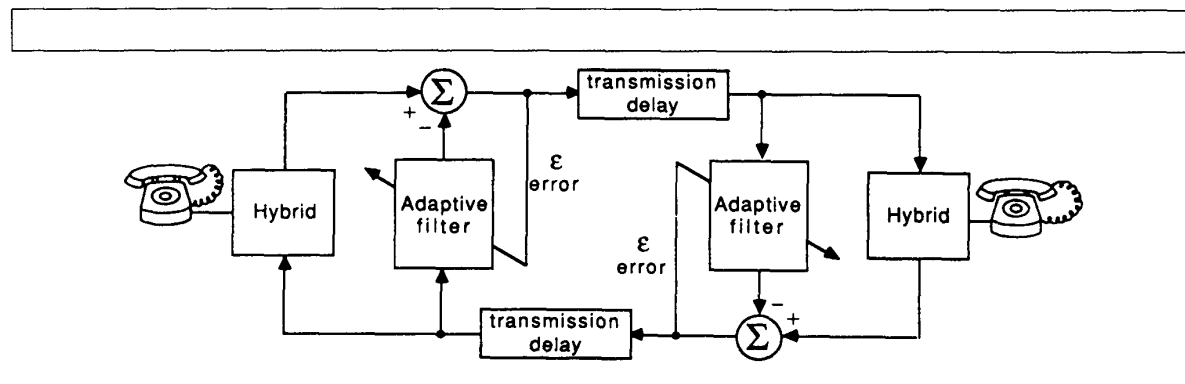 Σ
+
−
transmission
delay
ε
error
Hybrid
Adaptive
filter
ε
error
Adaptive
filter
Hybrid
transmission
delay
−
+
Σ